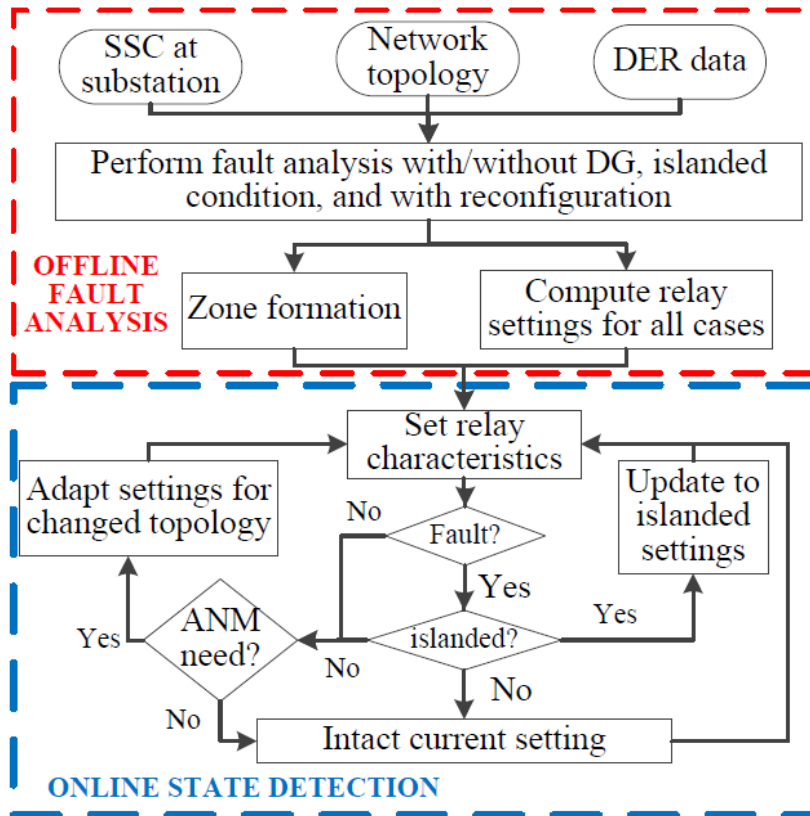 SSC at
substation
Network
topology
DER data
Perform fault analysis with/without DG, islanded
condition, and with reconfiguration
OFFLINE
FAULT
ANALYSIS
Zone formation
Compute relay
settings for all cases
Set relay
characteristics
Adapt settings for
changed topology
Update to
islanded
settings
No
Fault?
Yes
ANM
need?
Yes
No
islanded?
Yes
No
No
Intact current setting
ONLINE STATE DETECTION